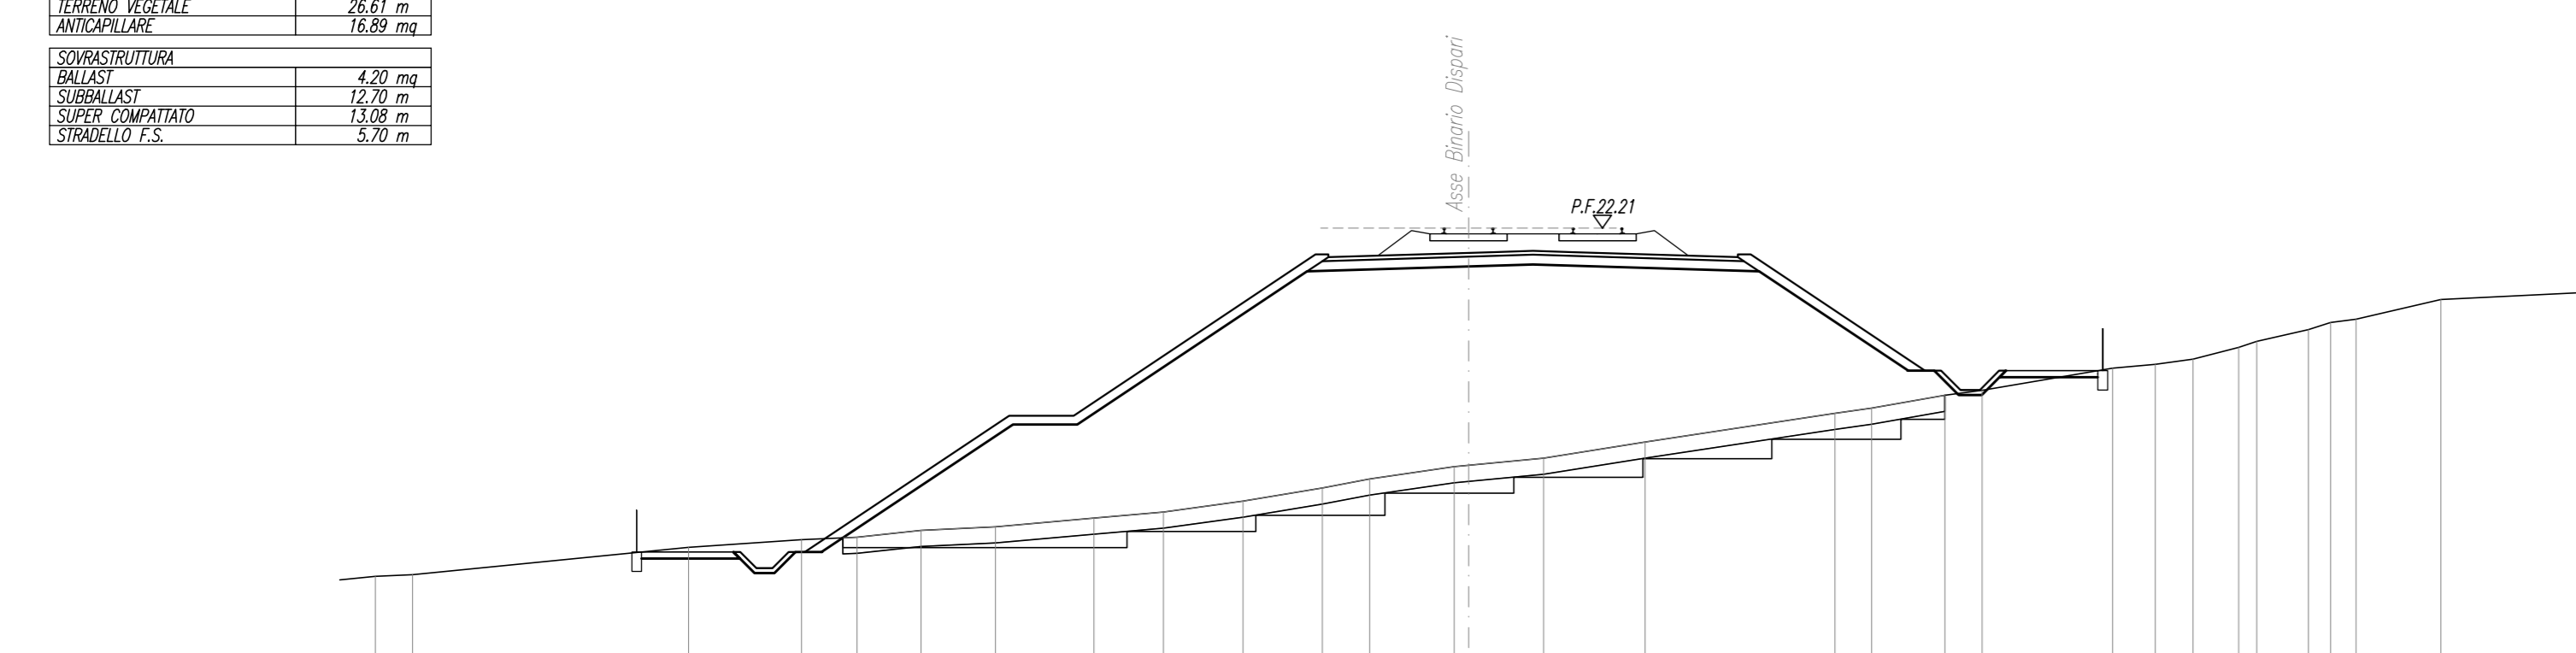 TERRENO VEGETALE 26.61 m
ANTICAPILLARE 16.89 mq
SOVRASTRUTTURA
BALLAST 4.20 mq
SUBBALLAST 12.70 m
SUPER COMPATTATO 13.08 m
STRADELLO F.S. 5.70 m
Asse Binario Dispari
P.F.22.21